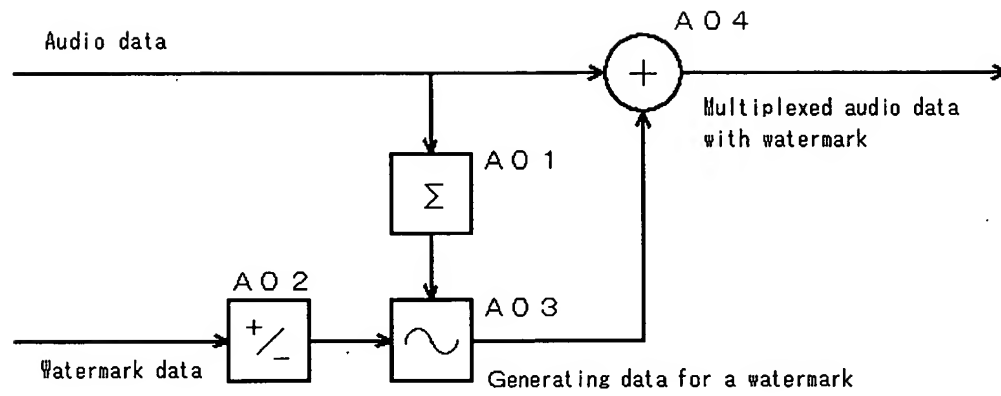 Audio data
A04
+
Multiplexed audio data
with watermark
A01
Σ
A02
+/-
A03
Watermark data
Generating data for a watermark